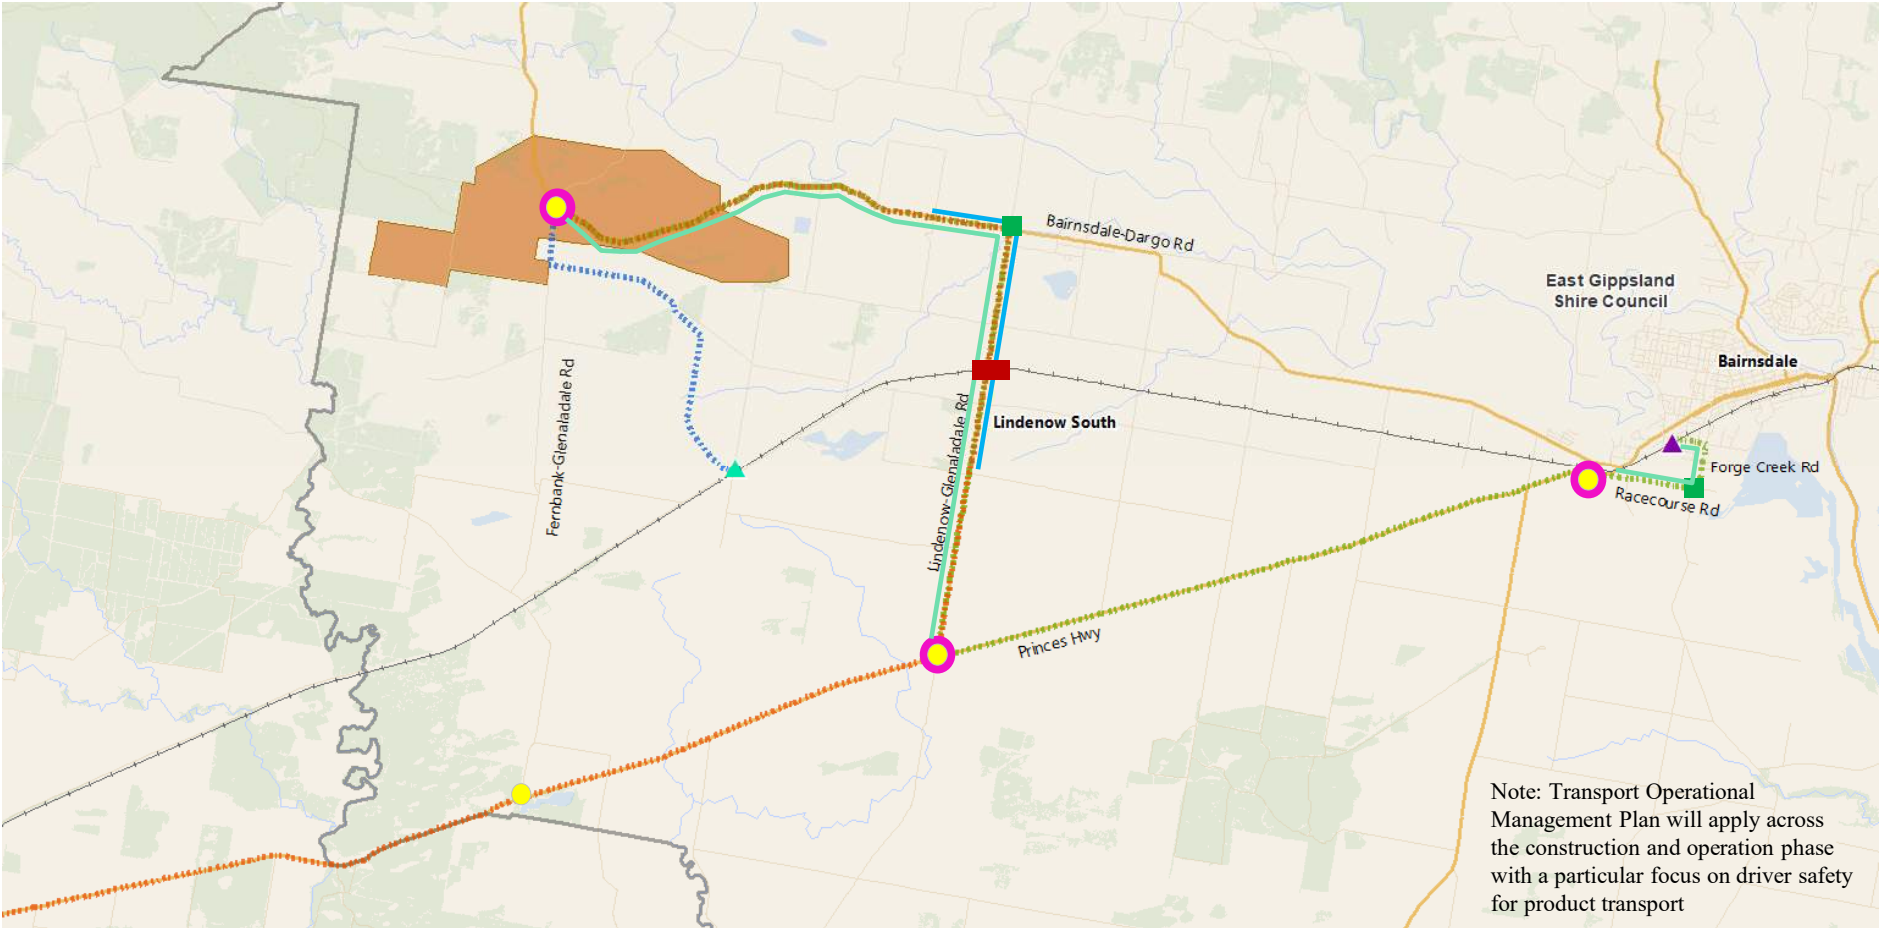 Bairnsdale-Dargo Rd
East Gippsland
Shire Council
Bairnsdale
Fernbank-Glenaladale Rd
Lindenow-Glenaladale Rd
Lindenow South
Forge Creek Rd
Racecourse Rd
Princes Hwy
Note: Transport Operational
Management Plan will apply across
the construction and operation phase
with a particular focus on driver safety
for product transport